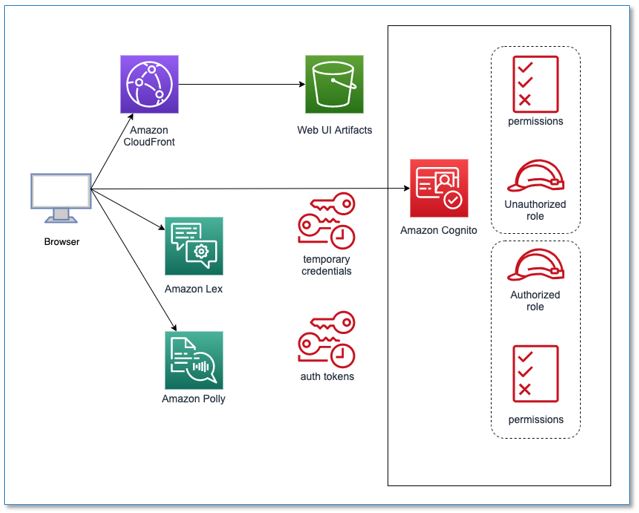 permissions
Amazon
CloudFront
Web UI Artifacts
Unauthorized
role
Amazon Cognito
Browser
temporary
credentials
Amazon Lex
Authorized
role
auth tokens
Amazon Polly
permissions